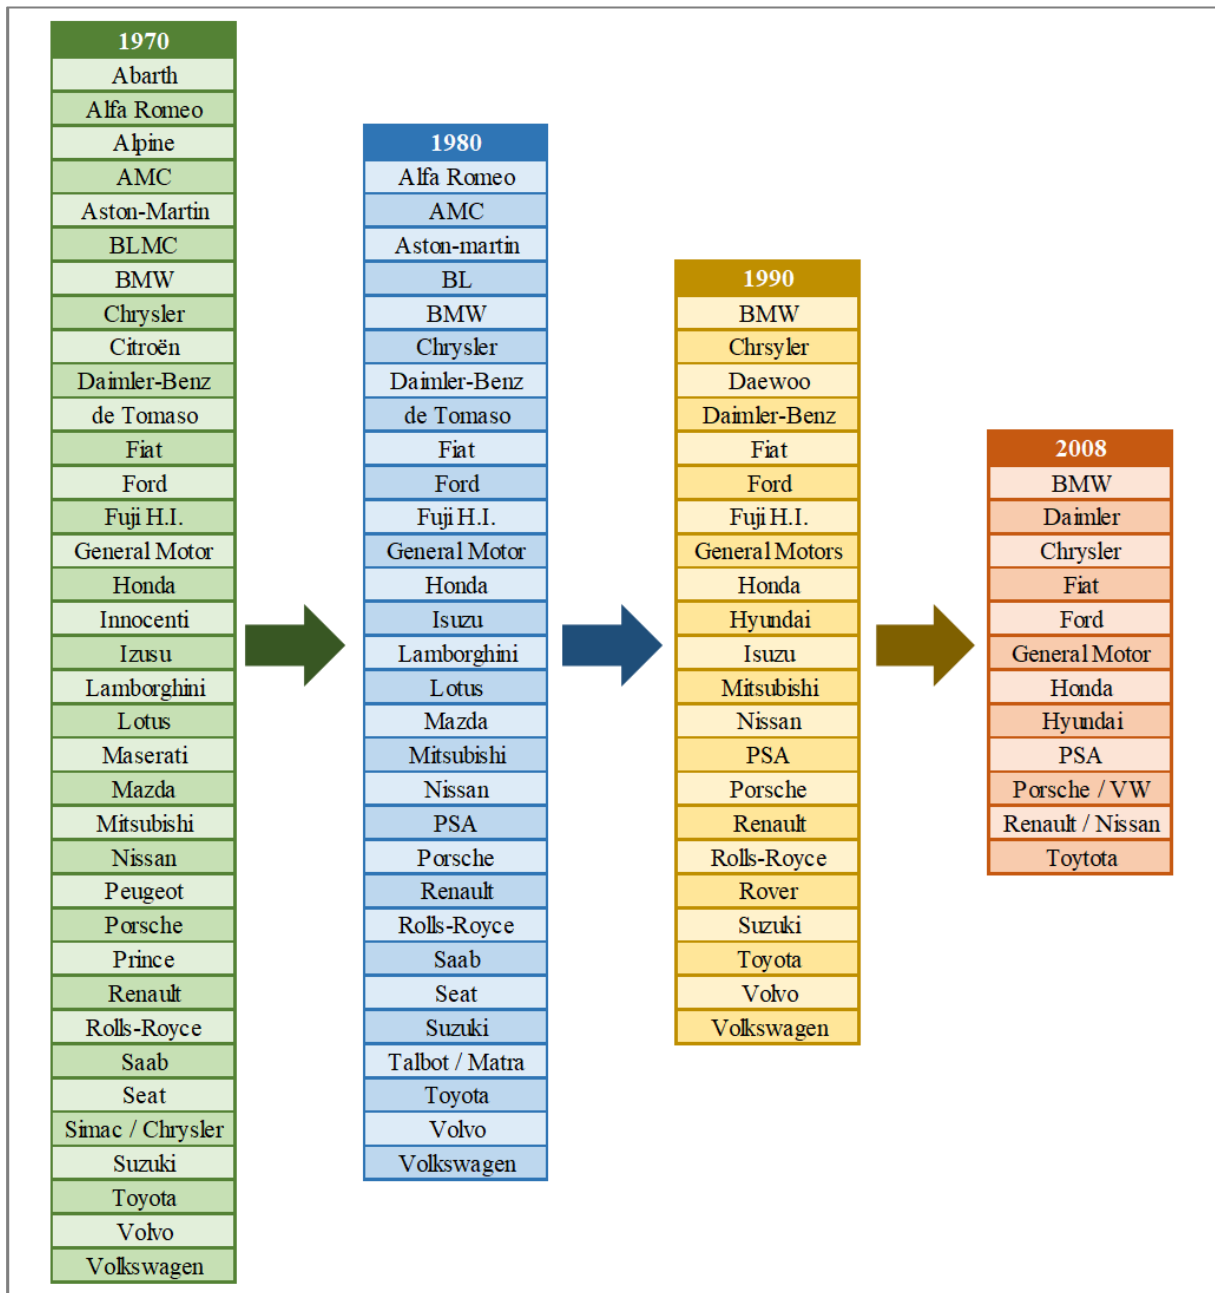 1970
Abarth
Alfa Romeo
Alpine
AMC
Aston-Martin
BLMC
BMW
Chrysler
Citroën
Daimler-Benz
de Tomaso
Fiat
Ford
Fuji H.I.
General Motor
Honda
Innocenti
Izusu
Lamborghini
Lotus
Maserati
Mazda
Mitsubishi
Nissan
Peugeot
Porsche
Prince
Renault
Rolls-Royce
Saab
Seat
Simac / Chrysler
Suzuki
Toyota
Volvo
Volkswagen
1980
Alfa Romeo
AMC
Aston-martin
BL
BMW
Chrysler
Daimler-Benz
de Tomaso
Fiat
Ford
Fuji H.I.
General Motor
Honda
Isuzu
Lamborghini
Lotus
Mazda
Mitsubishi
Nissan
PSA
Porsche
Renault
Rolls-Royce
Saab
Seat
Suzuki
Talbot / Matra
Toyota
Volvo
Volkswagen
1990
BMW
Chrsyler
Daewoo
Daimler-Benz
Fiat
Ford
Fuji H.I.
General Motors
Honda
Hyundai
Isuzu
Mitsubishi
Nissan
PSA
Porsche
Renault
Rolls-Royce
Rover
Suzuki
Toyota
Volvo
Volkswagen
2008
BMW
Daimler
Chrysler
Fiat
Ford
General Motor
Honda
Hyundai
PSA
Porsche / VW
Renault / Nissan
Toytota